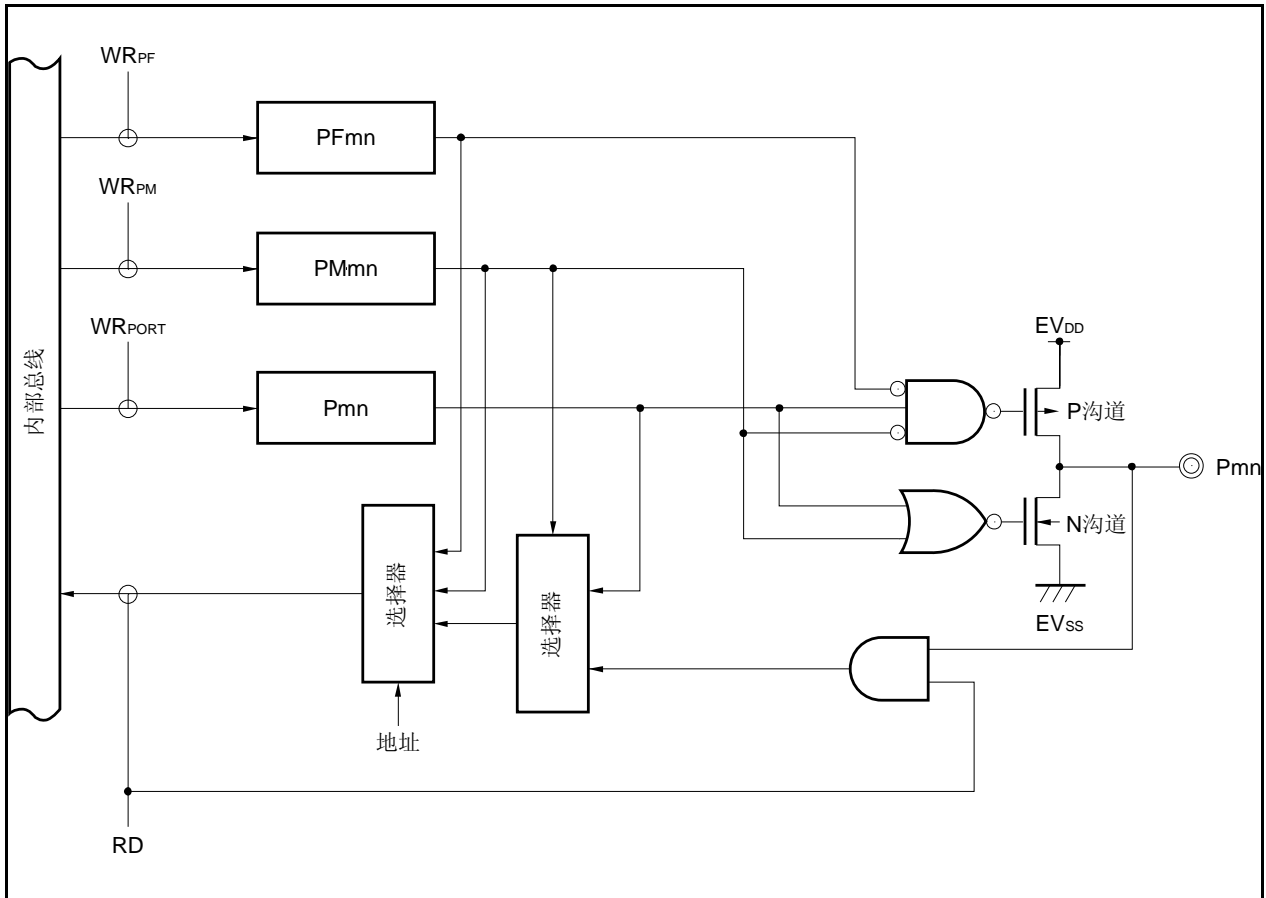 WRPF
PFmn
WRPM
PMmn
WRPORT
Pmn
内部总线
EVDD
P沟道
Pmn
N沟道
EVSS
选择器
选择器
地址
RD